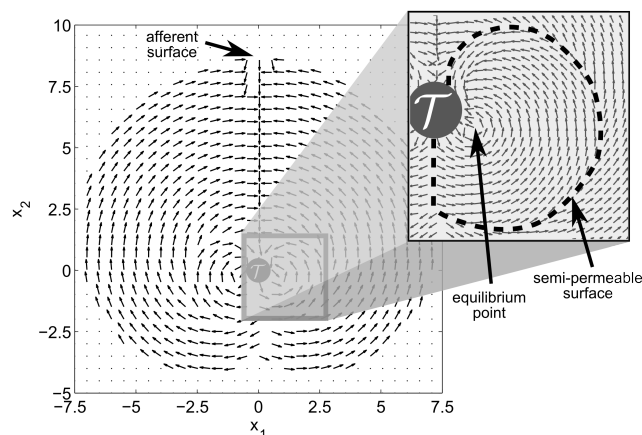 afferent
surface
10
7.5
5
2.5
0
−2.5
−5
x2
−7.5
−5
−2.5
0
2.5
5
7.5
x1
T
T
equilibrium
point
semi-permeable
surface